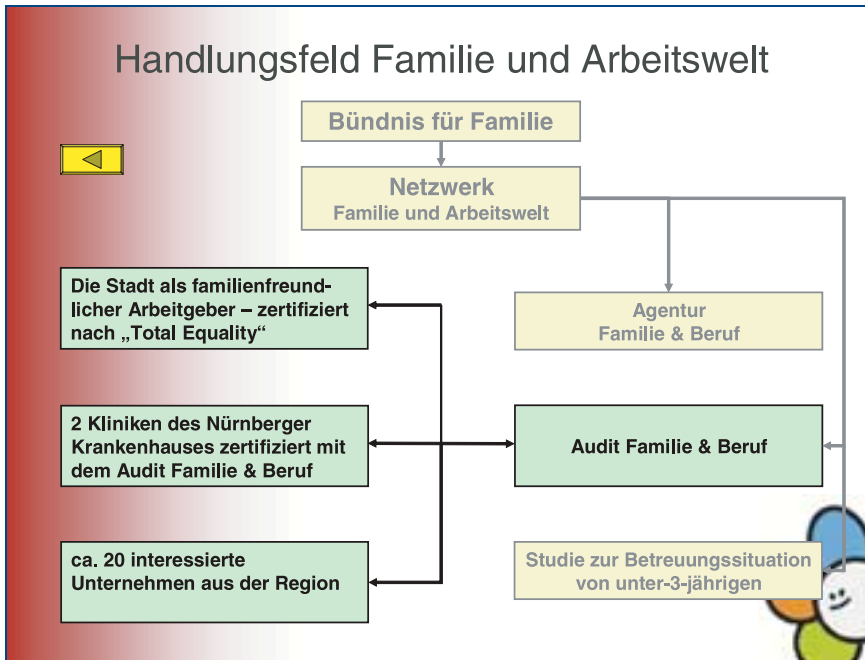 Handlungsfeld Familie und Arbeitswelt
Bündnis für Familie
Netzwerk
Familie und Arbeitswelt
Die Stadt als familienfreund-
licher Arbeitgeber – zertifiziert
nach „Total Equality“
Agentur
Familie & Beruf
2 Kliniken des Nürnberger
Krankenhauses zertifiziert mit
dem Audit Familie & Beruf
Audit Familie & Beruf
ca. 20 interessierte
Unternehmen aus der Region
Studie zur Betreuungssituation
von unter-3-jährigen